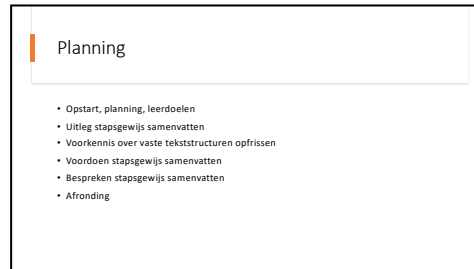 Planning
• Opstart, planning, leerdoelen
• Uitleg stapsgewijs samenvatten
• Voorkennis over vaste tekststructuren opfrissen
• Voordoen stapsgewijs samenvatten
• Bespreken stapsgewijs samenvatten
• Afronding